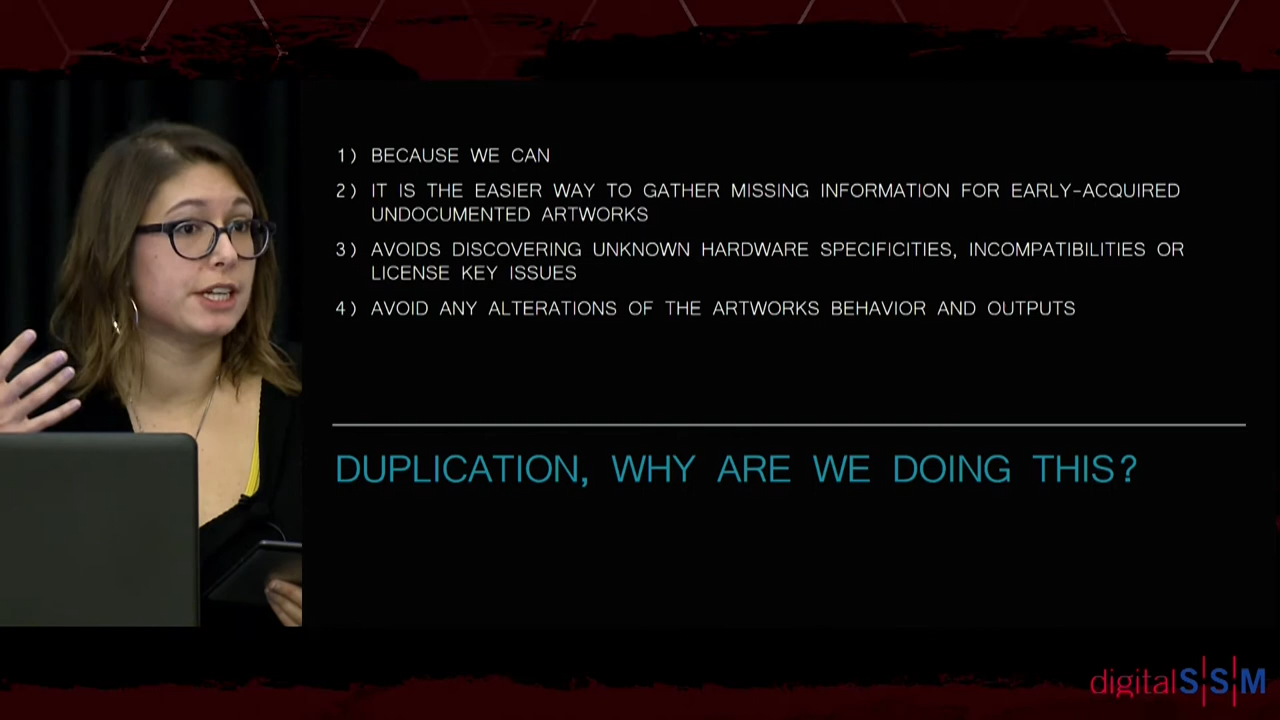 1) BECAUSE WE CAN
2) IT IS THE EASIER WAY TO GATHER MISSING INFORMATION FOR EARLY-ACQUIRED
UNDOCUMENTED ARTWORKS
3) AVOIDS DISCOVERING UNKNOWN HARDWARE SPECIFICITIES, INCOMPATIBILITIES OR
LICENSE KEY ISSUES
4) AVOID ANY ALTERATIONS OF THE ARTWORKS BEHAVIOR AND OUTPUTS
DUPLICATION, WHY ARE WE DOING THIS?
digitalSSM